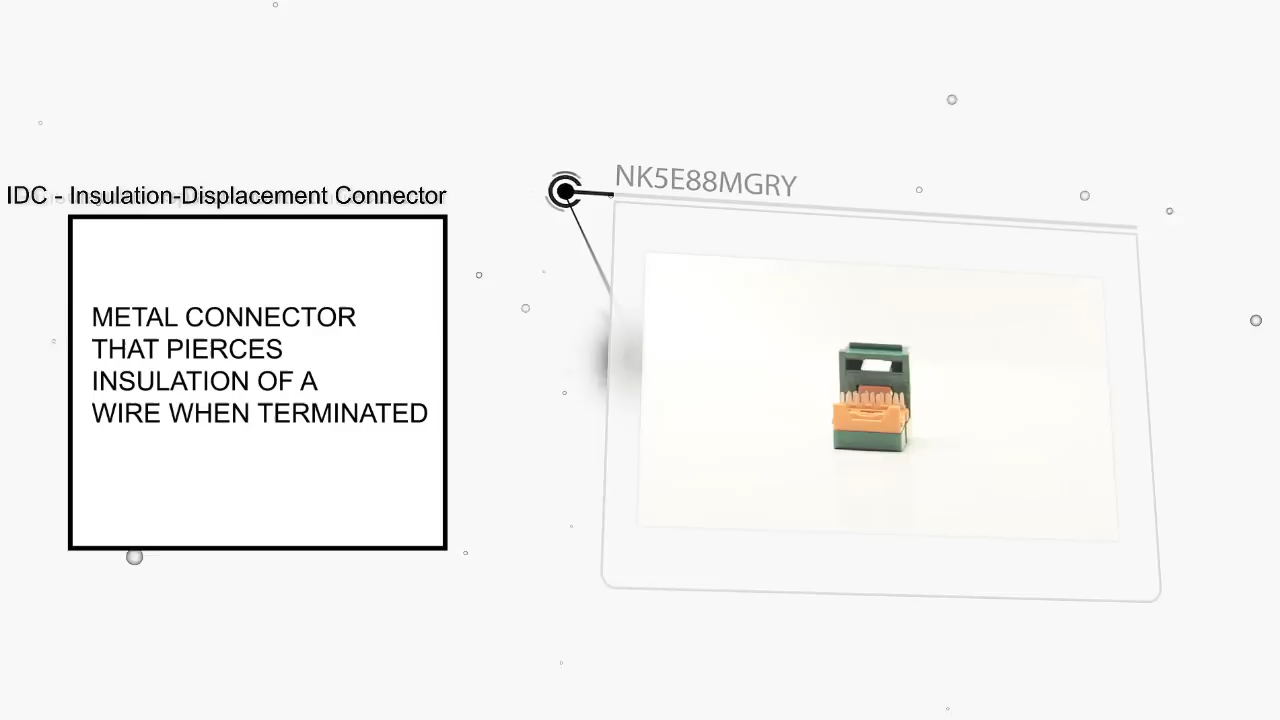 IDC - Insulation-Displacement Connector
METAL CONNECTOR
THAT PIERCES
INSULATION OF A
WIRE WHEN TERMINATED
NK5E88MGRY